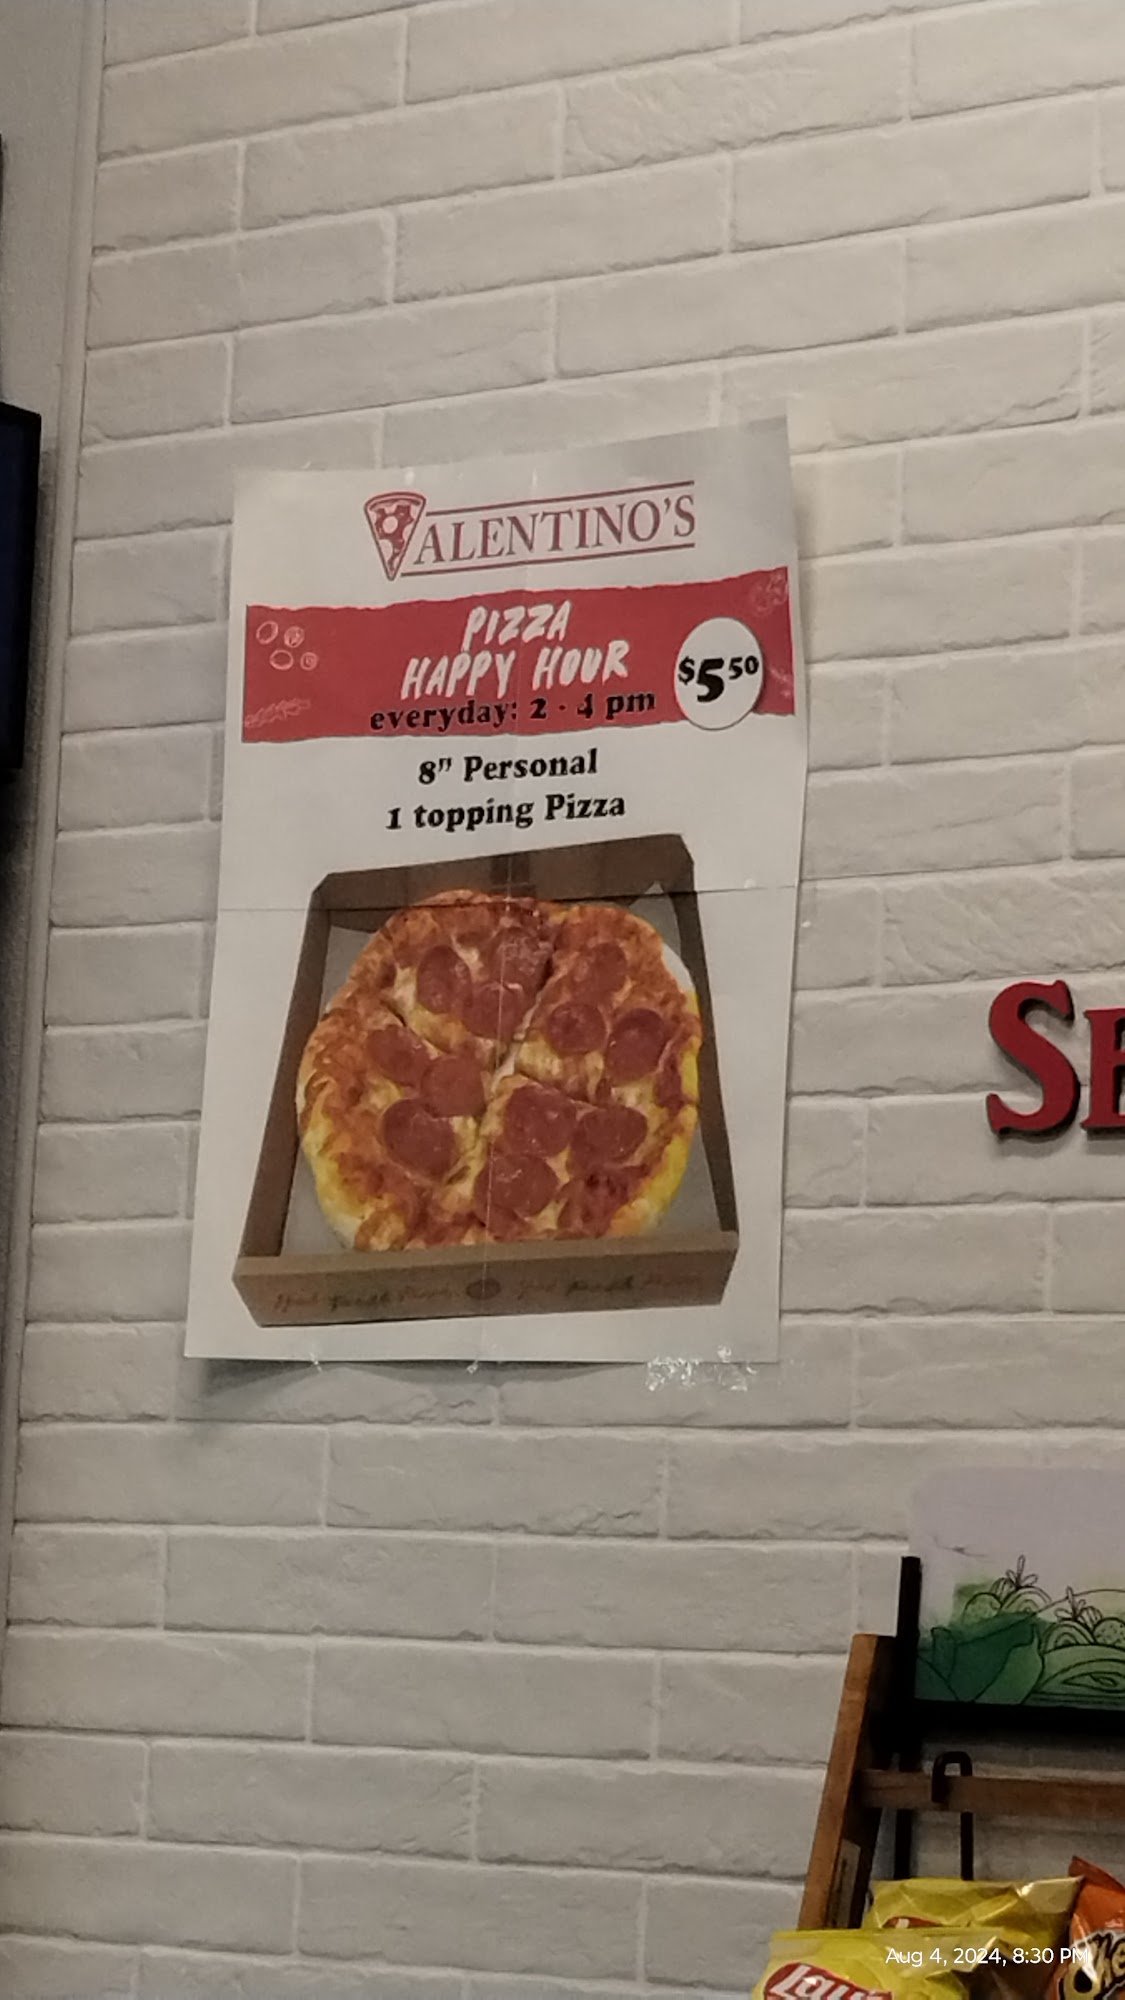 VALENTINO'S
PIZZA
HAPPY HOUR
everyday: 2 - 4 pm
$5.50
8" Personal
1 topping Pizza
SE
Lay's
Aug 4, 2024, 8:30 PM